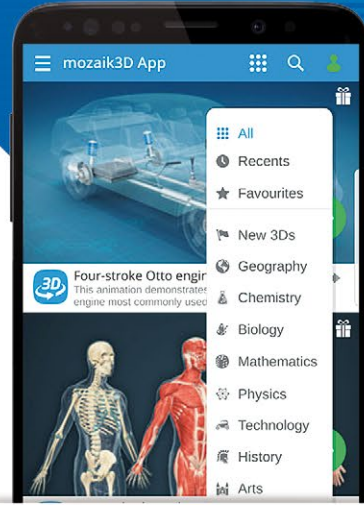 mozaik3D App
All
Recents
Favourites
New 3Ds
Geography
Chemistry
Biology
Mathematics
Physics
Technology
History
Arts
3D
Four-stroke Otto engin
This animation demonstrates
engine most commonly used